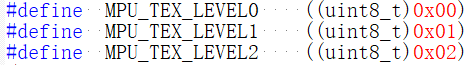 #define  MPU_TEX_LEVEL0    ((uint8_t)0x00)
#define  MPU_TEX_LEVEL1    ((uint8_t)0x01)
#define  MPU_TEX_LEVEL2    ((uint8_t)0x02)